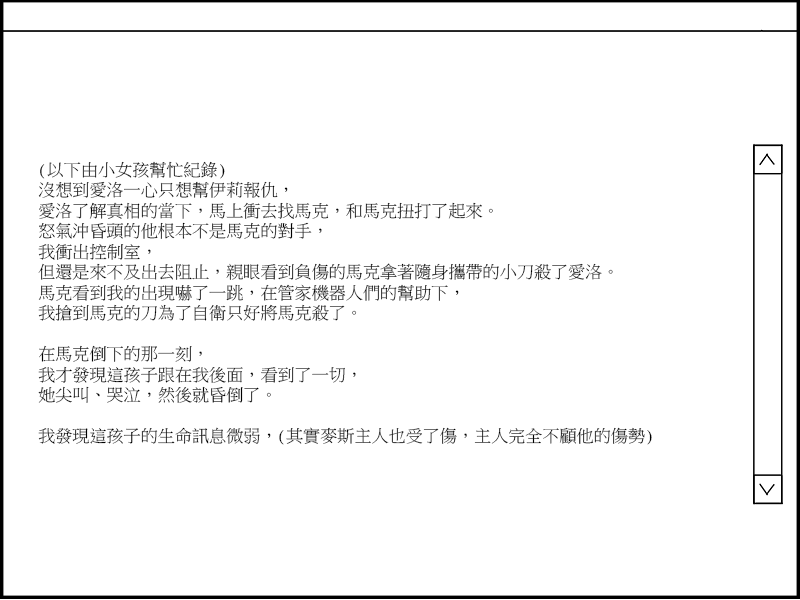 (以下由小女孩幫忙紀錄)
沒想到愛洛一心只想幫伊莉報仇，
愛洛了解真相的當下，馬上衝去找馬克，和馬克扭打了起來。
怒氣沖昏頭的他根本不是馬克的對手，
我衝出控制室，
但還是來不及出去阻止，親眼看到負傷的馬克拿著隨身攜帶的小刀殺了愛洛。
馬克看到我的出現嚇了一跳，在管家機器人們的幫助下，
我搶到馬克的刀為了自衛只好將馬克殺了。
在馬克倒下的那一刻，
我才發現這孩子跟在我後面，看到了一切，
她尖叫、哭泣，然後就昏倒了。
我發現這孩子的生命訊息微弱，(其實麥斯主人也受了傷，主人完全不顧他的傷勢)